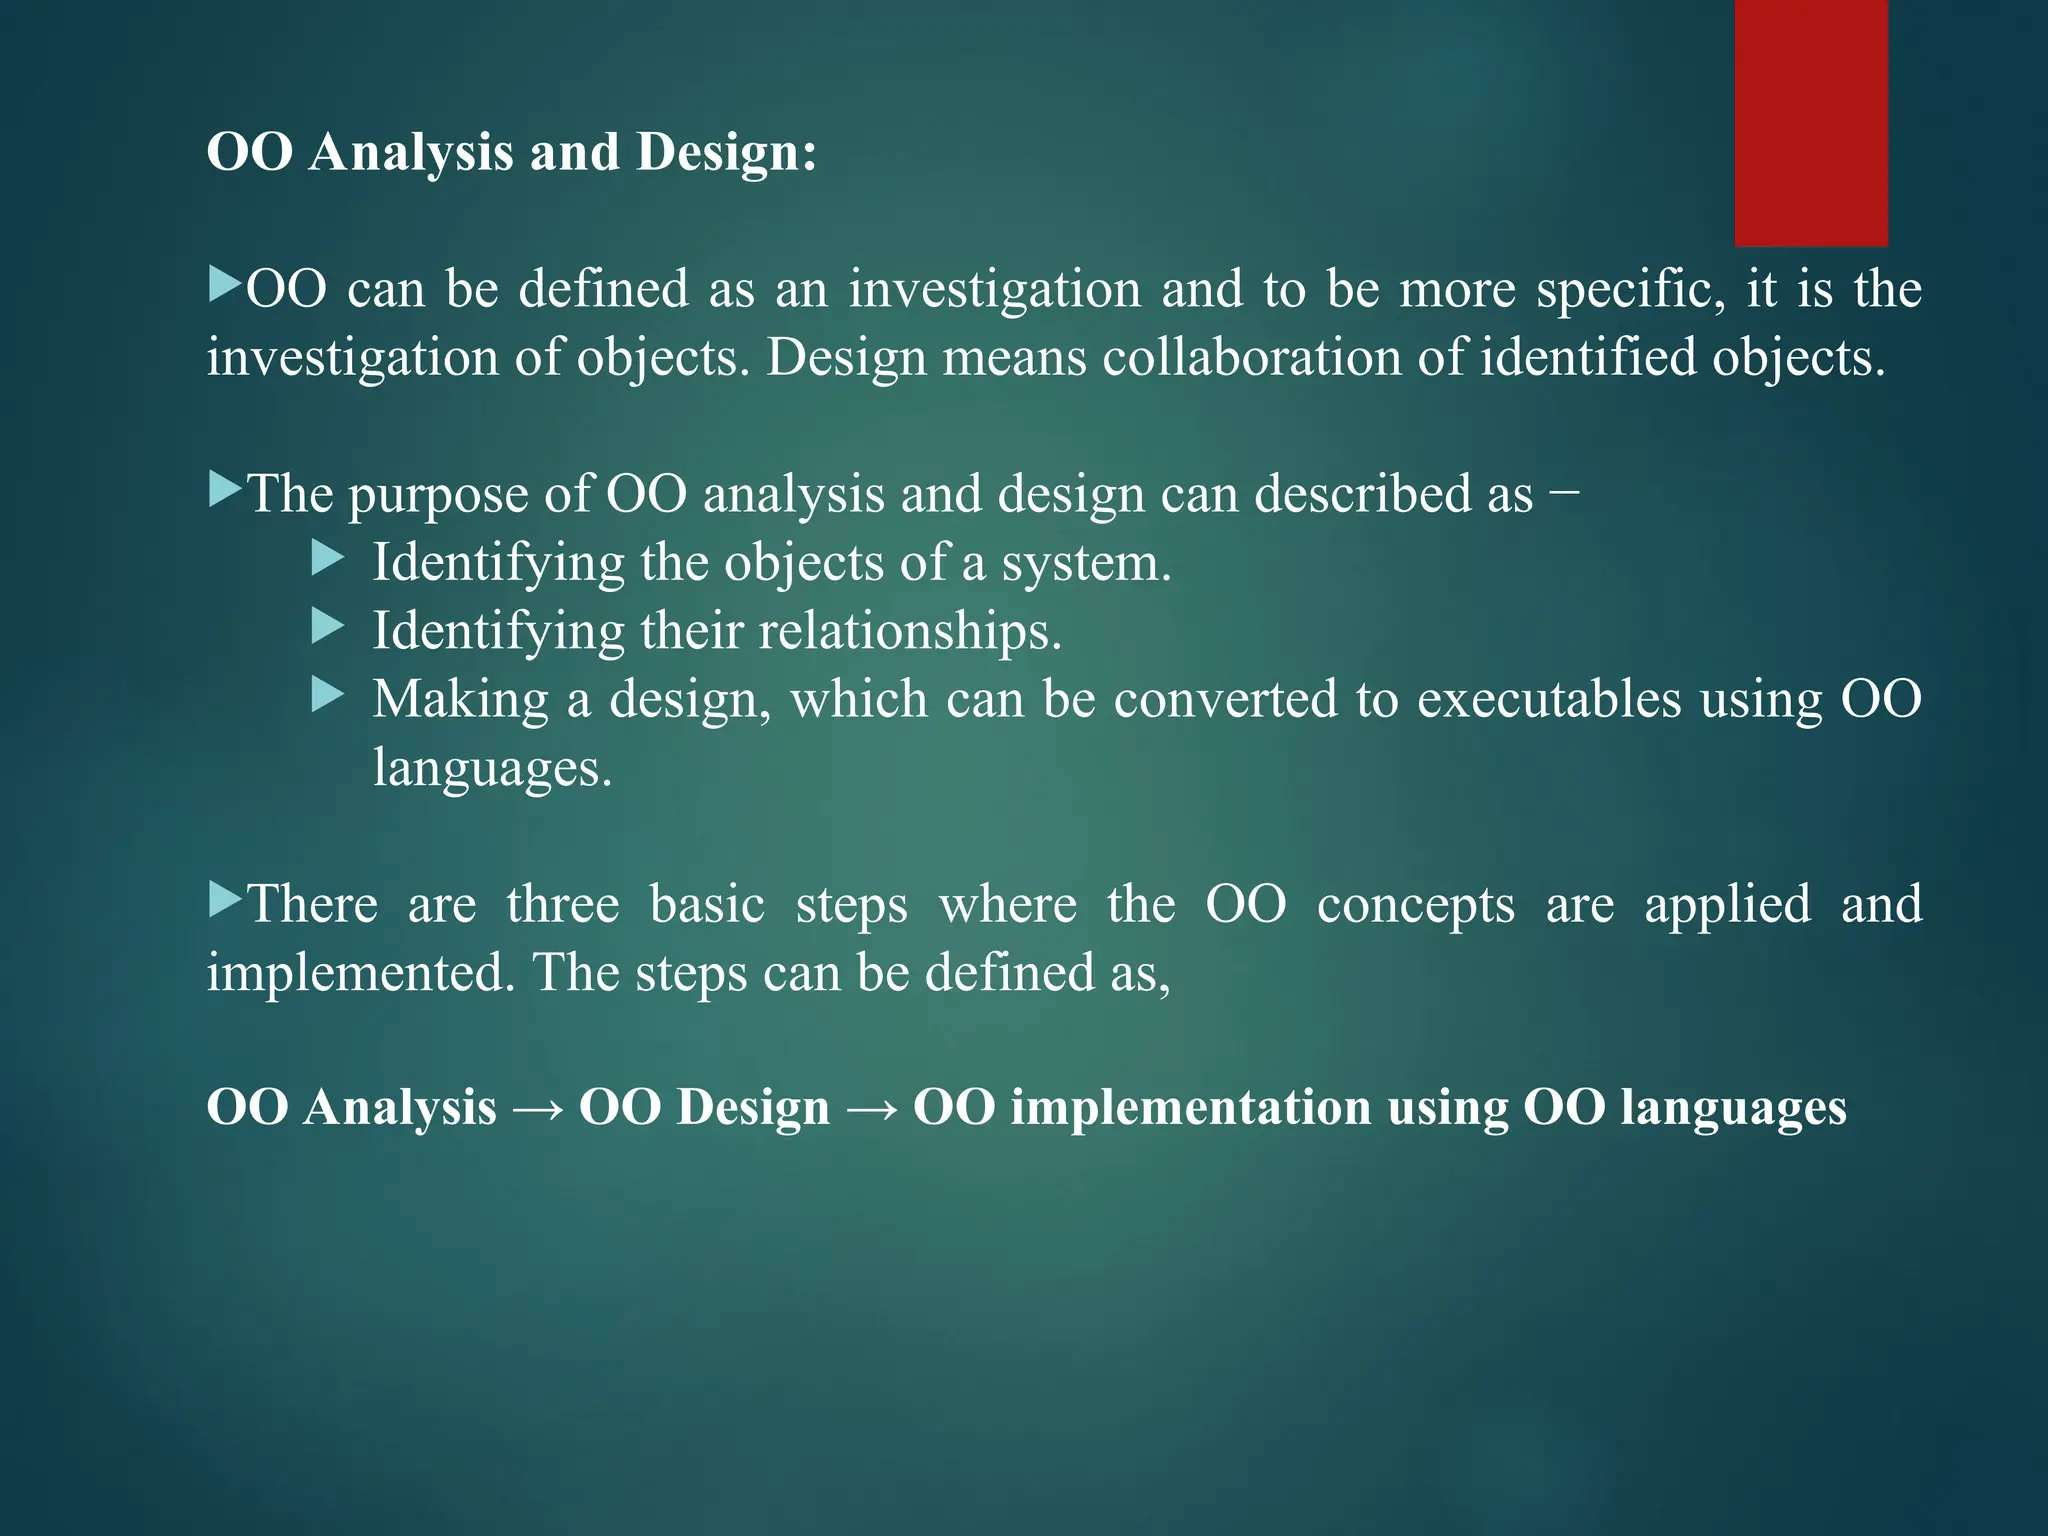 OO Analysis and Design:
▶OO can be defined as an investigation and to be more specific, it is the
investigation of objects. Design means collaboration of identified objects.
▶The purpose of OO analysis and design can described as −
▶ Identifying the objects of a system.
▶ Identifying their relationships.
▶ Making a design, which can be converted to executables using OO
languages.
▶There are three basic steps where the OO concepts are applied and
implemented. The steps can be defined as,
OO Analysis → OO Design → OO implementation using OO languages